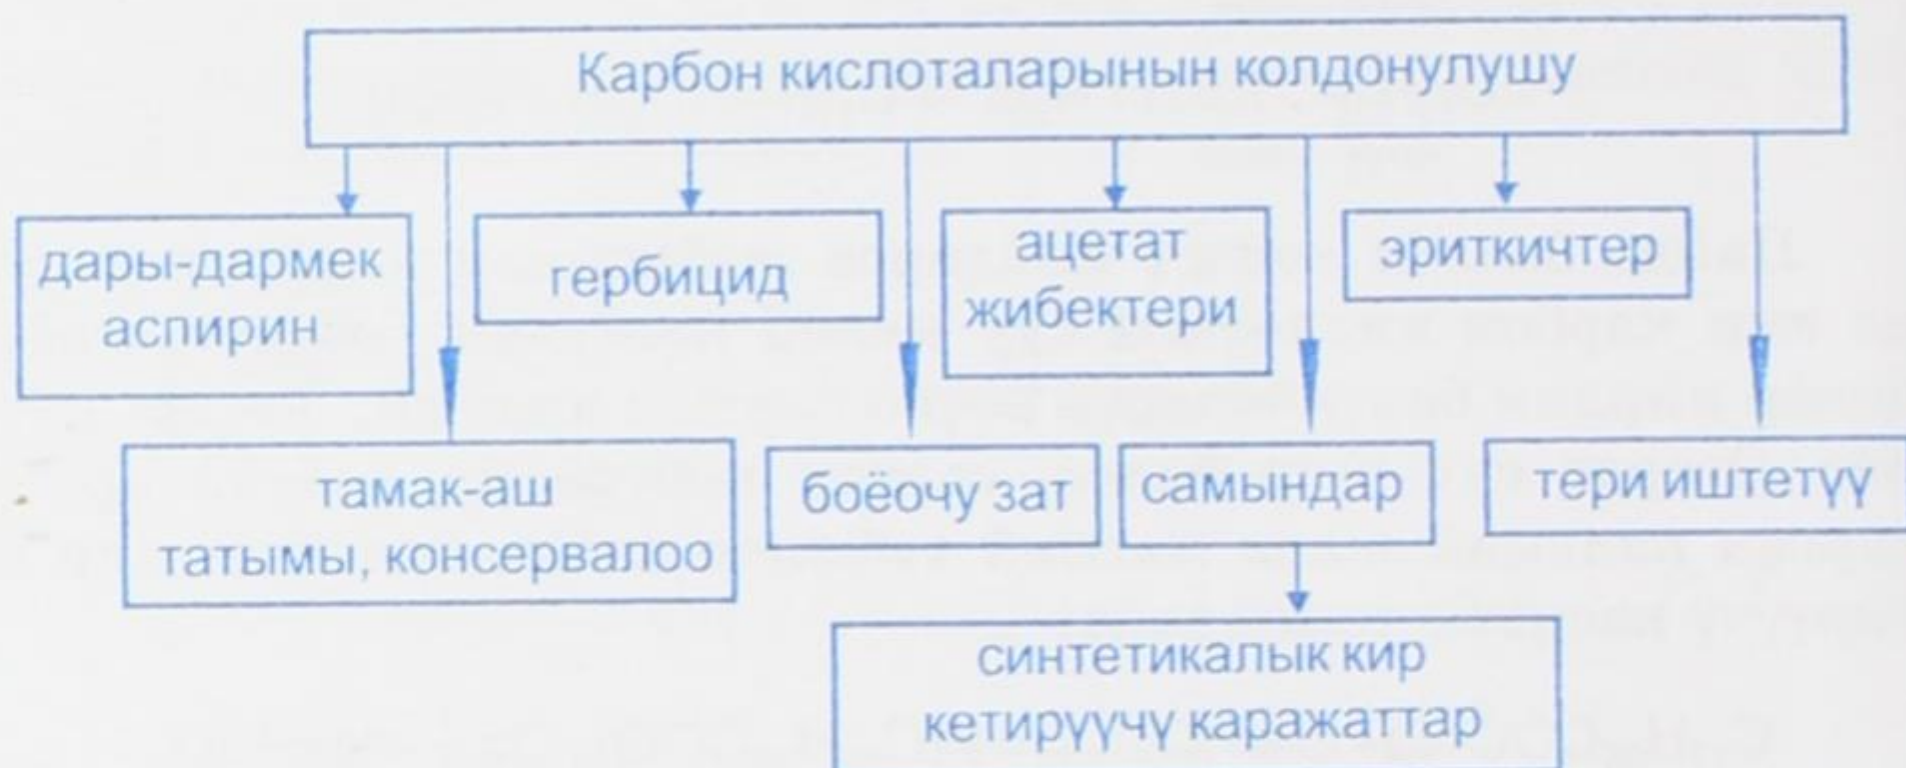 Карбон кислоталарынын колдонулушу
дары-дармек
аспирин
гербицид
ацетат
жибектери
эриткичтер
тамак-аш
татымы, консервалоо
боёочу зат
самындар
тери иштетүү
синтетикалык кир
кетирүүчү каражаттар